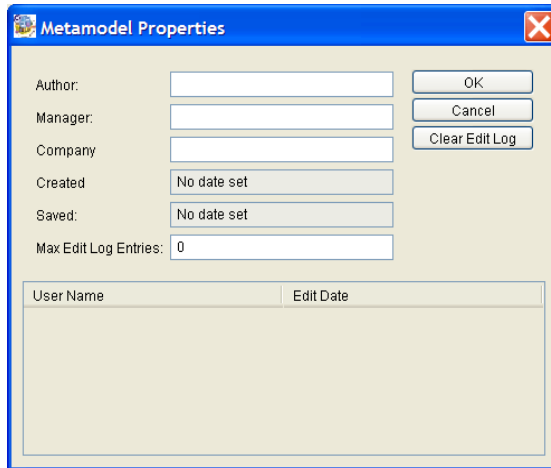 Metamodel Properties
Author:
OK
Manager:
Cancel
Company
Clear Edit Log
Created
No date set
Saved:
No date set
Max Edit Log Entries:
0
User Name
Edit Date